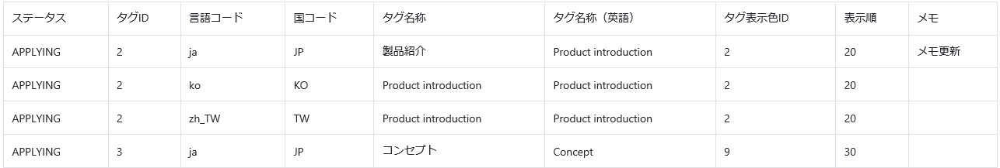 ステータス タグID 言語コード 国コード タグ名称 タグ名称（英語） タグ表示色ID 表示順 メモ
APPLYING 2 ja JP 製品紹介 Product introduction 2 20 メモ更新
APPLYING 2 ko KO Product introduction Product introduction 2 20
APPLYING 2 zh_TW TW Product introduction Product introduction 2 20
APPLYING 3 ja JP コンセプト Concept 9 30